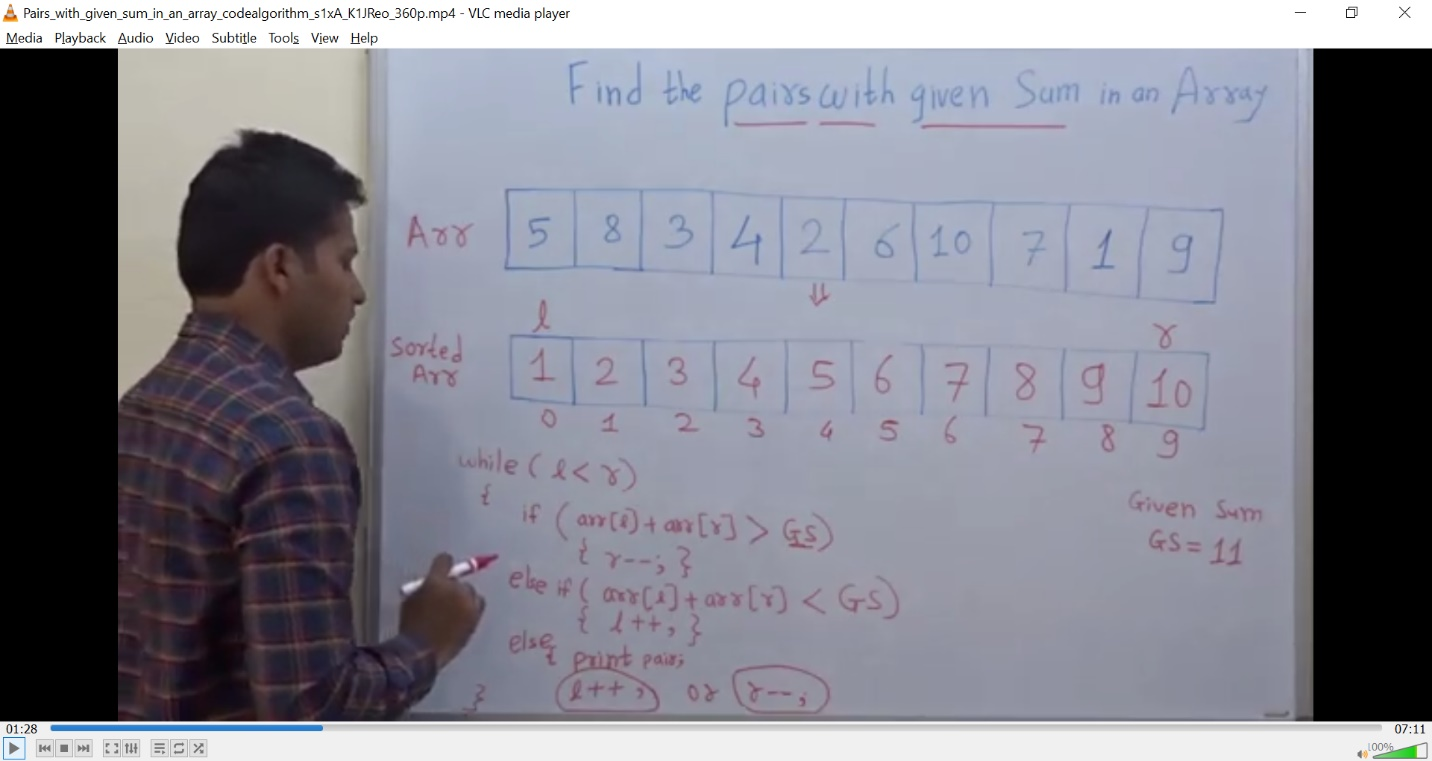 Pairs_with_given_sum_in_an_array_codealgorithm_s1xA_K1JReo_360p.mp4 - VLC media player
Media Playback Audio Video Subtitle Tools View Help
Find the pairs with given Sum in an Array
Arr 5 8 3 4 2 6 10 7 1 9
⇓
l r
Sorted Arr 1 2 3 4 5 6 7 8 9 10
0 1 2 3 4 5 6 7 8 9
while ( l < r )
{
if ( arr[l] + arr[r] > GS )
{ r--; }
else if ( arr[l] + arr[r] < GS )
{ l++; }
else
{ print pair;
l++; or r--;
}
Given Sum
GS = 11
01:28 07:11
100%